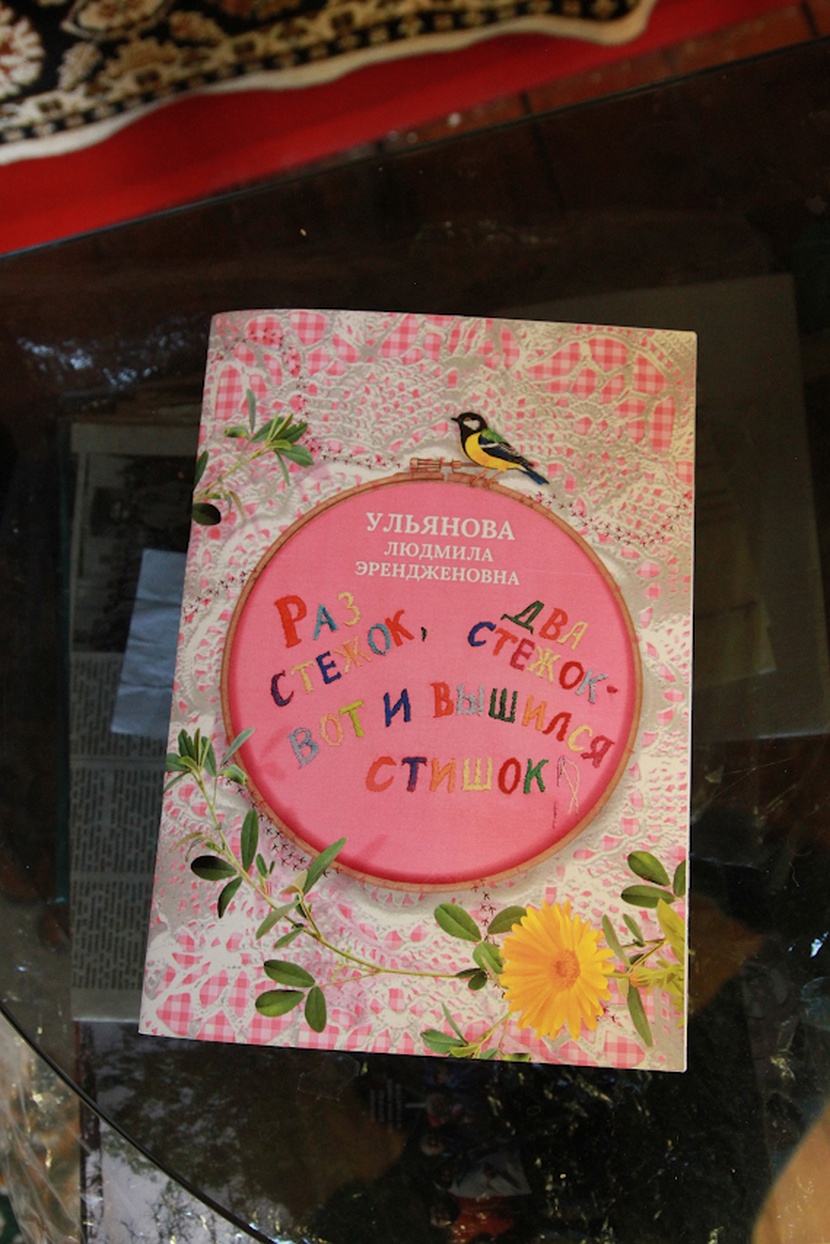 УЛЬЯНОВА
ЛЮДМИЛА
ЭРЕНДЖЕНОВНА
РАЗ ДВА
СТЕЖОК, СТЕЖОК-
ВОТ И ВЫШИЛСЯ
СТИШОК